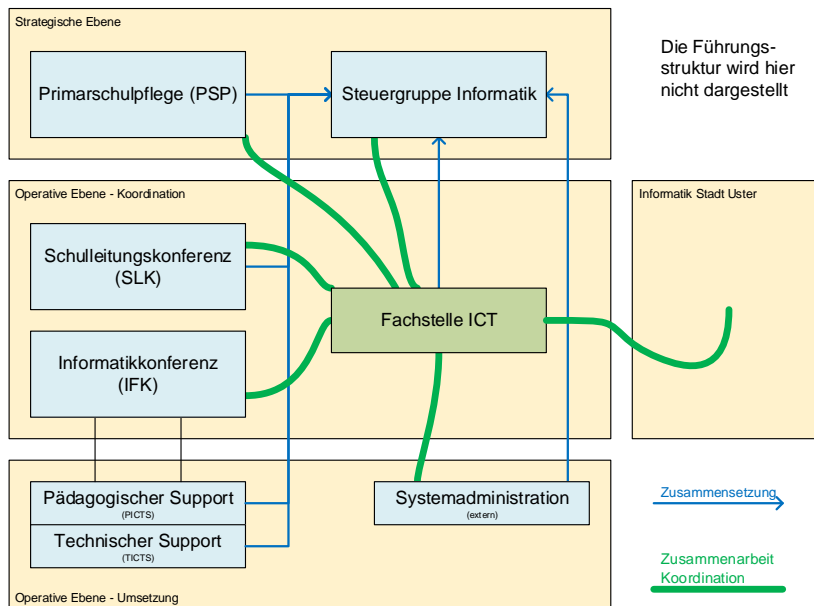 Strategische Ebene
Primarschulpflege (PSP)
Steuergruppe Informatik
Die Führungs-
struktur wird hier
nicht dargestellt
Operative Ebene - Koordination
Informatik Stadt Uster
Schulleitungskonferenz
(SLK)
Fachstelle ICT
Informatikkonferenz
(IFK)
Pädagogischer Support
(PICTS)
Technischer Support
(TICTS)
Systemadministration
(extern)
Zusammensetzung
Zusammenarbeit
Koordination
Operative Ebene - Umsetzung